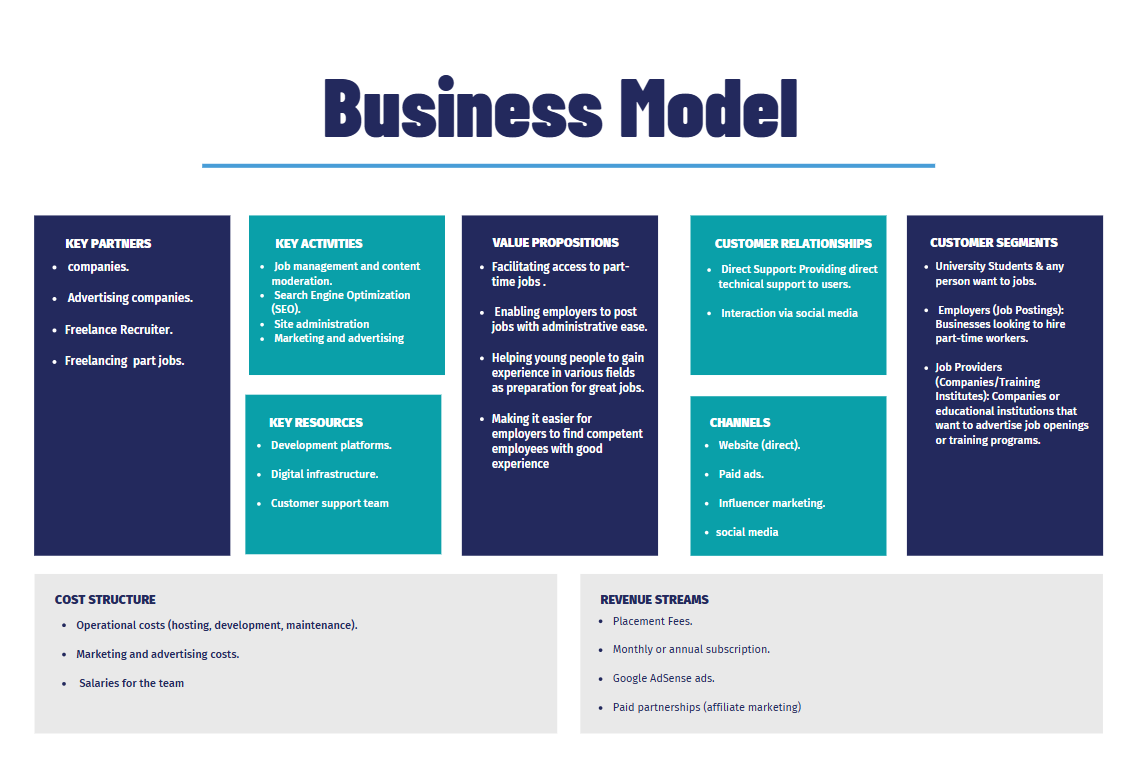 Business Model
KEY PARTNERS
• companies.
• Advertising companies.
• Freelance Recruiter.
• Freelancing part jobs.
KEY ACTIVITIES
• Job management and content
moderation.
• Search Engine Optimization
(SEO).
• Site administration
• Marketing and advertising
KEY RESOURCES
• Development platforms.
• Digital infrastructure.
• Customer support team
VALUE PROPOSITIONS
• Facilitating access to part-
time jobs .
• Enabling employers to post
jobs with administrative ease.
• Helping young people to gain
experience in various fields
as preparation for great jobs.
• Making it easier for
employers to find competent
employees with good
experience
CUSTOMER RELATIONSHIPS
• Direct Support: Providing direct
technical support to users.
• Interaction via social media
CHANNELS
• Website (direct).
• Paid ads.
• Influencer marketing.
• social media
CUSTOMER SEGMENTS
• University Students & any
person want to jobs.
• Employers (Job Postings):
Businesses looking to hire
part-time workers.
• Job Providers
(Companies/Training
Institutes): Companies or
educational institutions that
want to advertise job openings
or training programs.
COST STRUCTURE
• Operational costs (hosting, development, maintenance).
• Marketing and advertising costs.
• Salaries for the team
REVENUE STREAMS
• Placement Fees.
• Monthly or annual subscription.
• Google AdSense ads.
• Paid partnerships (affiliate marketing)